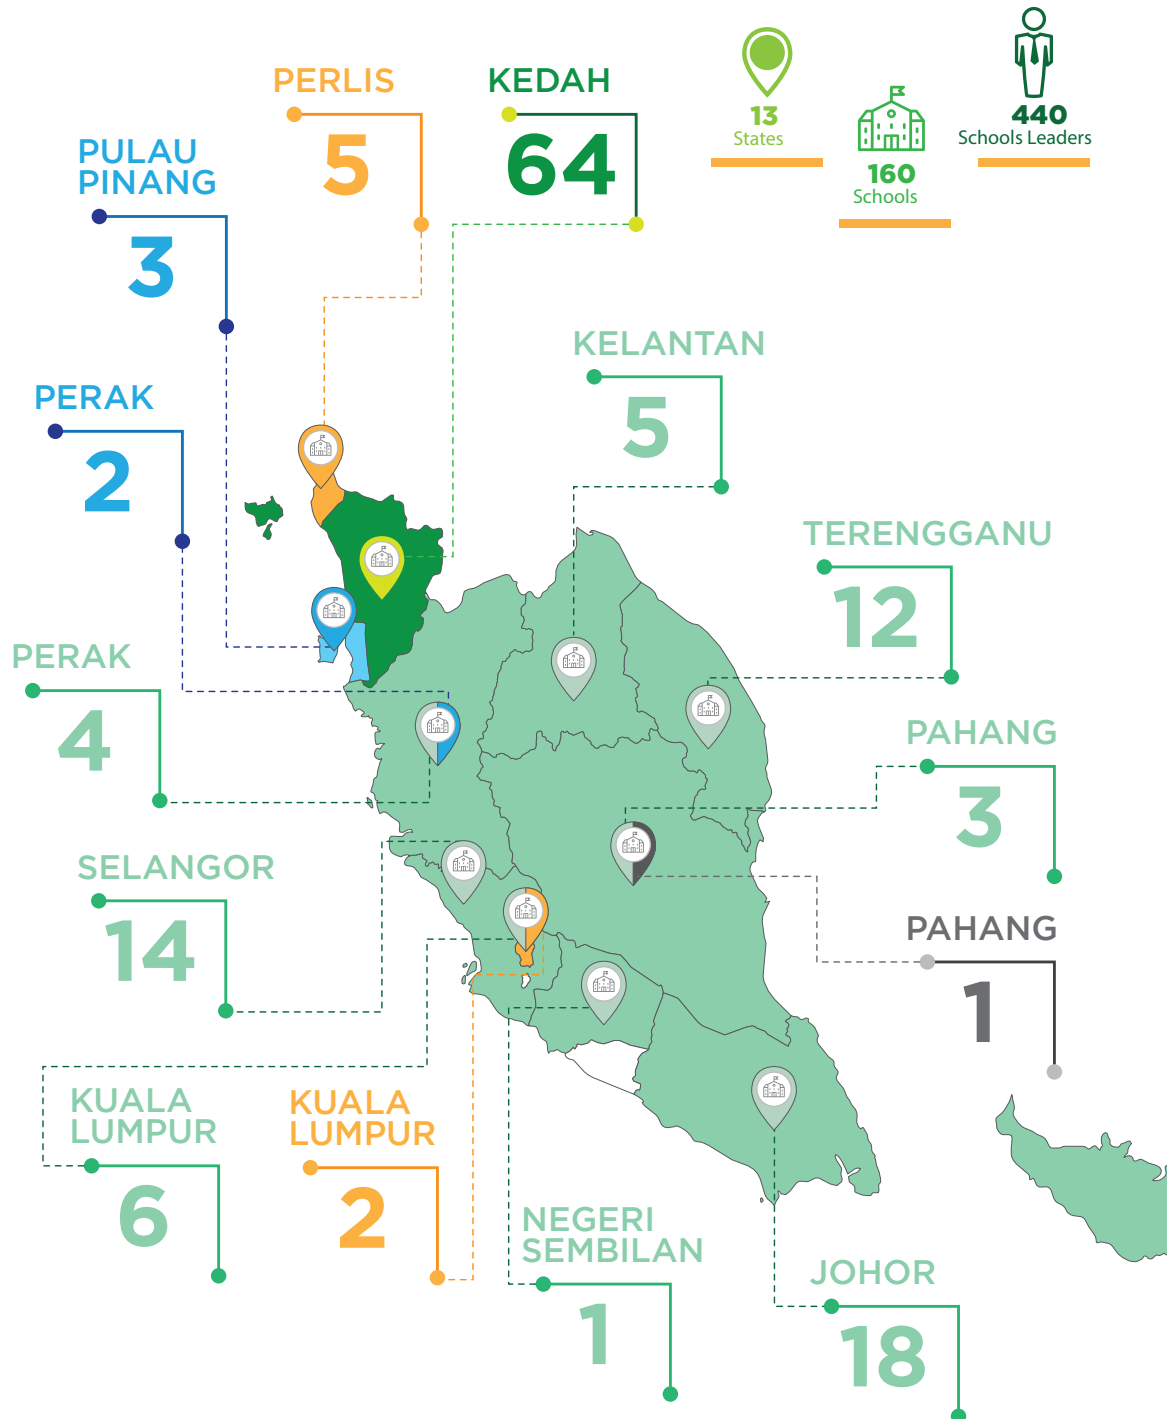 13
States
160
Schools
440
Schools Leaders
PERLIS
5
KEDAH
64
PULAU
PINANG
3
KELANTAN
5
PERAK
2
TERENGGANU
12
PERAK
4
PAHANG
3
SELANGOR
14
PAHANG
1
KUALA
LUMPUR
6
KUALA
LUMPUR
2
NEGERI
SEMBILAN
1
JOHOR
18